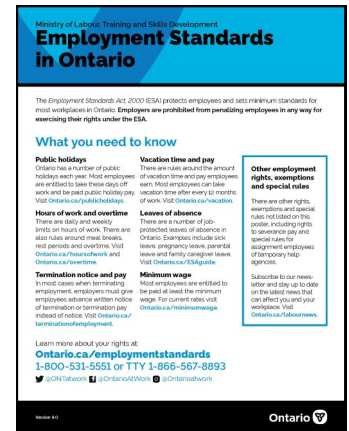 Ministry of Labour, Training and Skills Development
Employment Standards
in Ontario
The Employment Standards Act, 2000 (ESA) protects employees and sets minimum standards for
most workplaces in Ontario. Employers are prohibited from penalizing employees in any way for
exercising their rights under the ESA.
What you need to know
Public holidays
Ontario has a number of public
holidays each year. Most employees
are entitled to take these days off
work and be paid public holiday pay.
Visit Ontario.ca/publicholidays.
Hours of work and overtime
There are daily and weekly
limits on hours of work. There are
also rules around meal breaks,
rest periods and overtime. Visit
Ontario.ca/hoursofwork and
Ontario.ca/overtime.
Termination notice and pay
In most cases when terminating
employment, employers must give
employees advance written notice
of termination or termination pay
instead of notice. Visit Ontario.ca/
terminationofemployment.
Vacation time and pay
There are rules around the amount
of vacation time and pay employees
earn. Most employees can take
vacation time after every 12 months
of work. Visit Ontario.ca/vacation.
Leaves of absence
There are a number of job-
protected leaves of absence in
Ontario. Examples include sick
leave, pregnancy leave, parental
leave and family caregiver leave.
Visit Ontario.ca/ESAguide.
Minimum wage
Most employees are entitled to
be paid at least the minimum
wage. For current rates visit
Ontario.ca/minimumwage.
Other employment
rights, exemptions
and special rules
There are other rights,
exemptions and special
rules not listed on this
poster, including rights
to severance pay and
special rules for
assignment employees
of temporary help
agencies.
Subscribe to our news-
letter and stay up to date
on the latest news that
can affect you and your
workplace. Visit
Ontario.ca/labournews.
Learn more about your rights at:
Ontario.ca/employmentstandards
1-800-531-5551 or TTY 1-866-567-8893
@ONTatwork @OntarioAtWork @Ontarioatwork
Version 9.0
Ontario